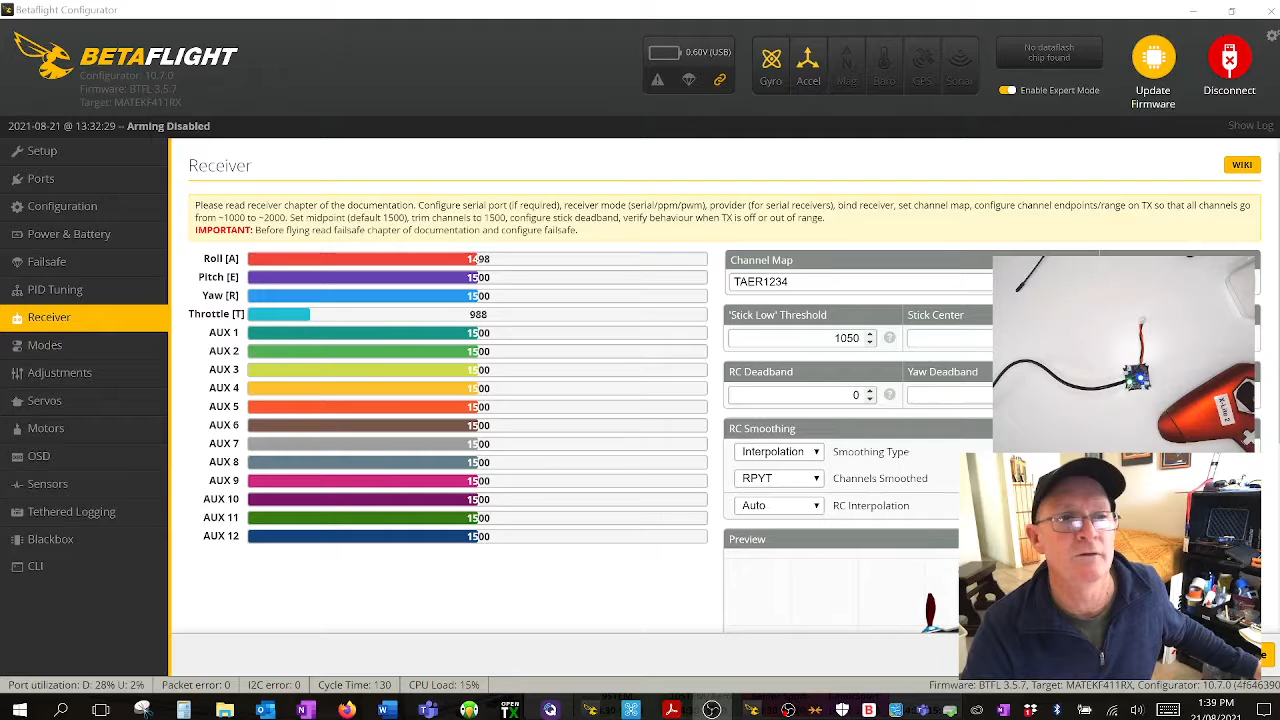 Betaflight Configurator
BETAFLIGHT
Configurator: 10.7.0
Firmware: BTFL 3.5.7
Target: MATEKF411RX
0.60V (USB)
Gyro
Accel
Mag
Baro
GPS
Sonar
No dataflash
chip found
Enable Expert Mode
Update
Firmware
Disconnect
2021-08-21 @ 13:32:29 -- Arming Disabled
Show Log
Setup
Ports
Configuration
Power & Battery
Failsafe
PID Tuning
Receiver
Modes
Adjustments
Servos
Motors
OSD
Sensors
Tethered Logging
Blackbox
CLI
Receiver
WIKI
Please read receiver chapter of the documentation. Configure serial port (if required), receiver mode (serial/ppm/pwm), provider (for serial receivers), bind receiver, set channel map, configure channel endpoints/range on TX so that all channels go
from ~1000 to ~2000. Set midpoint (default 1500), trim channels to 1500, configure stick deadband, verify behaviour when TX is off or out of range.
IMPORTANT: Before flying read failsafe chapter of documentation and configure failsafe.
Roll [A] 1498
Pitch [E] 1500
Yaw [R] 1500
Throttle [T] 988
AUX 1 1500
AUX 2 1500
AUX 3 1500
AUX 4 1500
AUX 5 1500
AUX 6 1500
AUX 7 1500
AUX 8 1500
AUX 9 1500
AUX 10 1500
AUX 11 1500
AUX 12 1500
Channel Map
TAER1234
'Stick Low' Threshold
Stick Center
1050
RC Deadband
Yaw Deadband
0
RC Smoothing
Interpolation Smoothing Type
RPYT Channels Smoothed
Auto RC Interpolation
Preview
X-Lite 2
Port utilization: D: 28% U: 2%
Packet error: 0
I2C error: 0
Cycle Time: 130
CPU Load: 15%
Firmware: BTFL 3.5.7, Target: MATEKF411RX, Configurator: 10.7.0 (4f646390
OPEN
TX
1:39 PM
21/08/2021